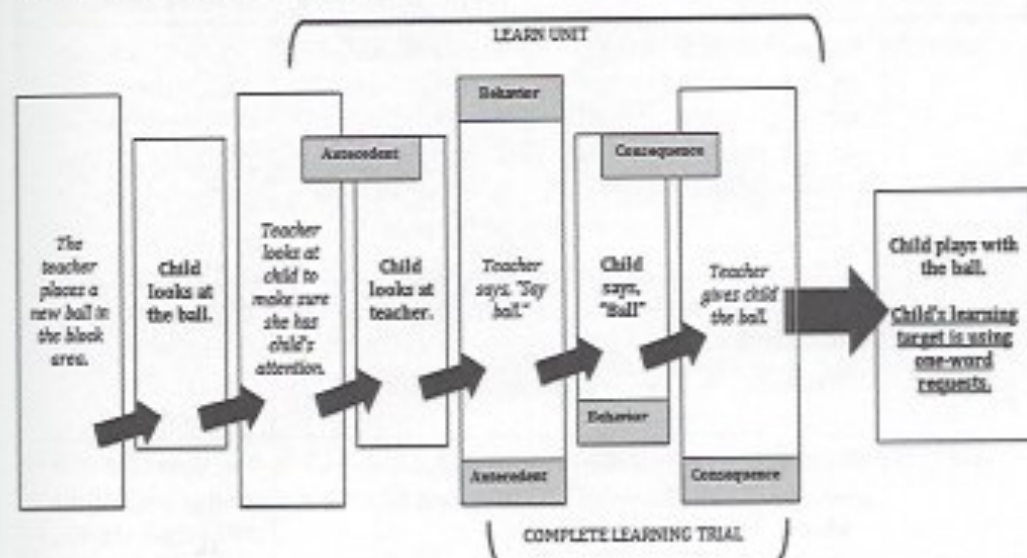 LEARN UNIT
The
teacher
places a
new ball in
the block
area.
Child
looks at
the ball.
Teacher
looks at
child to
make sure
she has
child's
attention.
Antecedent
Child
looks at
teacher.
Behavior
Teacher
says, "Say
ball."
Antecedent
Consequence
Child
says,
"Ball"
Behavior
Teacher
gives child
the ball.
Consequence
Child plays with
the ball.
Child's learning
target is using
one-word
requests.
COMPLETE LEARNING TRIAL